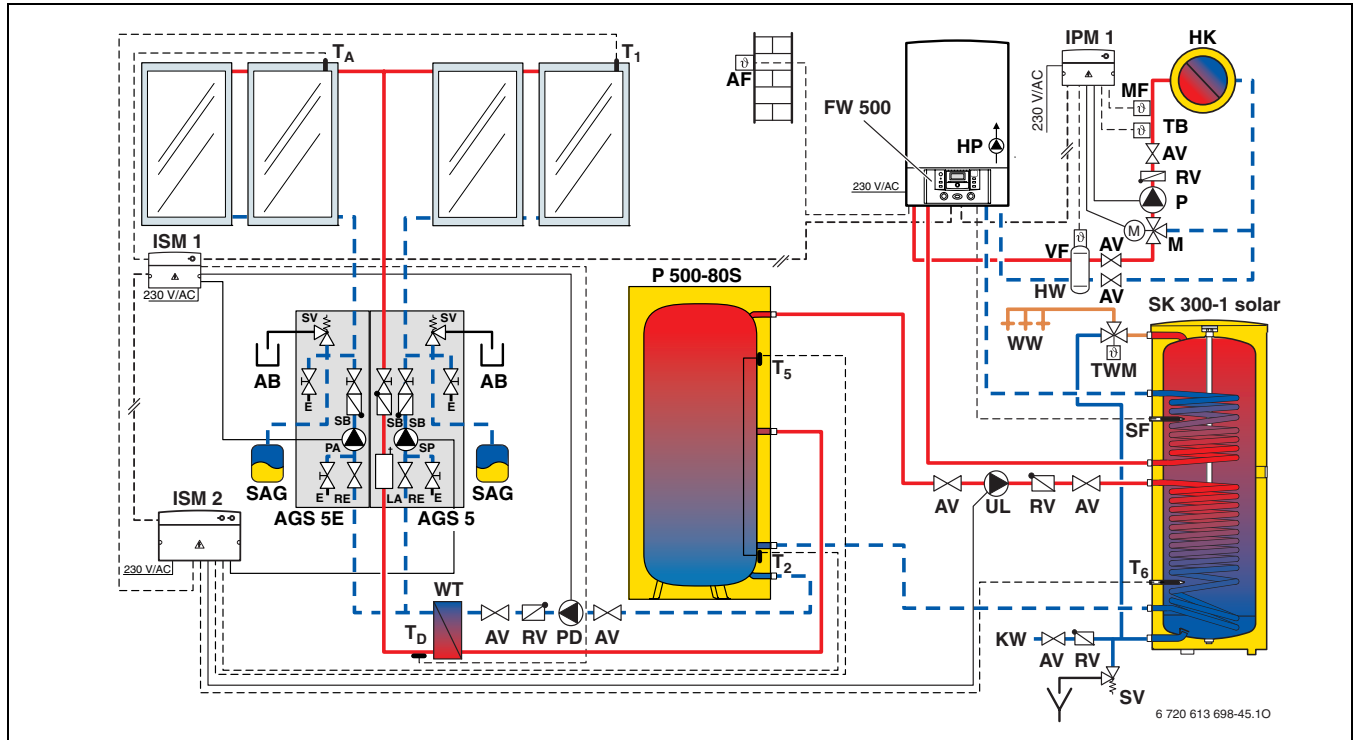 TA
T1
AF
FW 500
HP
230 V/AC
IPM 1
230 V/AC
HK
MF
TB
AV
RV
P
M
M
VF
AV
HW
AV
ISM 1
230 V/AC
SV
SV
AB
AB
E
E
SB
SB
SB
PA
SP
SAG
SAG
E
RE
LA
RE
E
AGS 5E
AGS 5
ISM 2
230 V/AC
WT
TD
AV
RV
PD
AV
P 500-80S
T5
T2
WW
TWM
SK 300-1 solar
SF
AV
UL
RV
AV
T6
KW
AV
RV
SV
6 720 613 698-45.1O